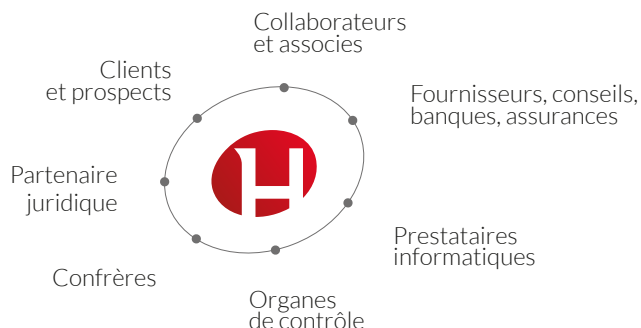 Collaborateurs
et associes
Clients
et prospects
Fournisseurs, conseils,
banques, assurances
H
Partenaire
juridique
Prestataires
informatiques
Confrères
Organes
de contrôle